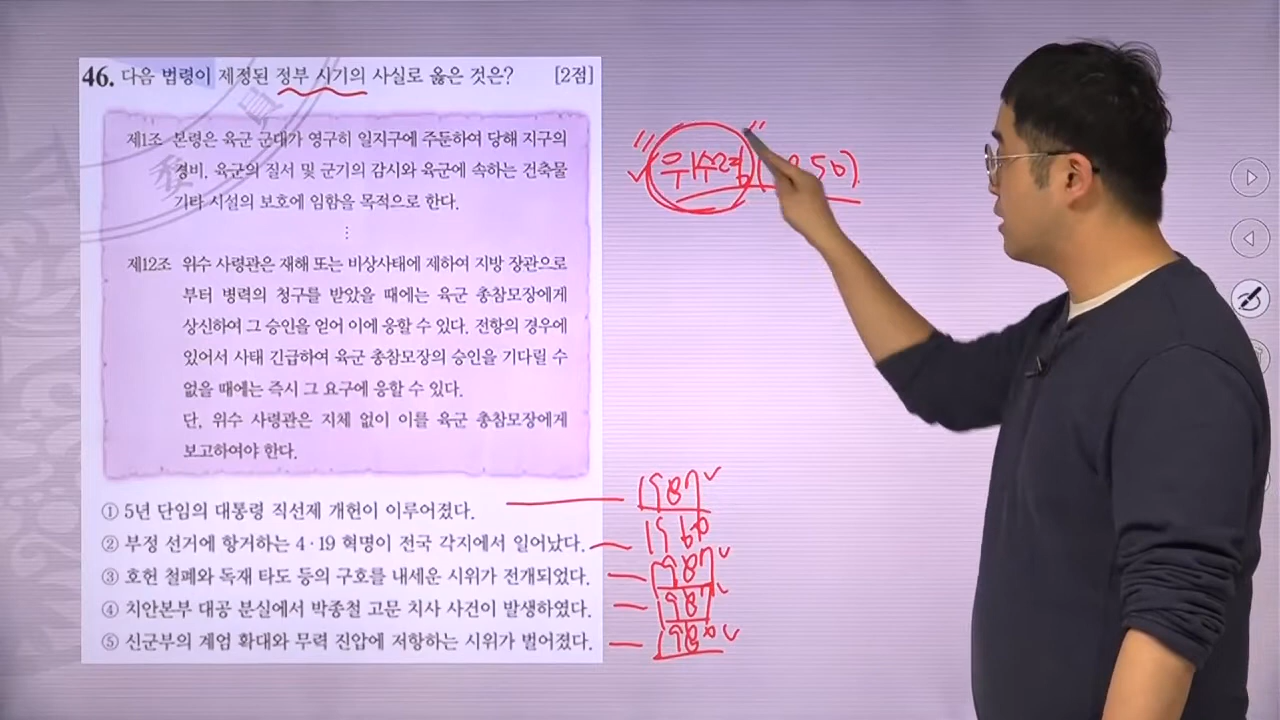 46. 다음 법령이 제정된 정부 시기의 사실로 옳은 것은? [2점]
제1조 본령은 육군 군대가 영구히 일지구에 주둔하여 당해 지구의
경비, 육군의 질서 및 군기의 감시와 육군에 속하는 건축물
기타 시설의 보호에 임함을 목적으로 한다.
⋮
제12조 위수 사령관은 재해 또는 비상사태에 제하여 지방 장관으로
부터 병력의 청구를 받았을 때에는 육군 총참모장에게
상신하여 그 승인을 얻어 이에 응할 수 있다. 전항의 경우에
있어서 사태 긴급하여 육군 총참모장의 승인을 기다릴 수
없을 때에는 즉시 그 요구에 응할 수 있다.
단, 위수 사령관은 지체 없이 이를 육군 총참모장에게
보고하여야 한다.
① 5년 단임의 대통령 직선제 개헌이 이루어졌다.
② 부정 선거에 항거하는 4·19 혁명이 전국 각지에서 일어났다.
③ 호헌 철폐와 독재 타도 등의 구호를 내세운 시위가 전개되었다.
④ 치안본부 대공 분실에서 박종철 고문 치사 사건이 발생하였다.
⑤ 신군부의 계엄 확대와 무력 진압에 저항하는 시위가 벌어졌다.
"위수령"
1987
1960
1987
1987
1980